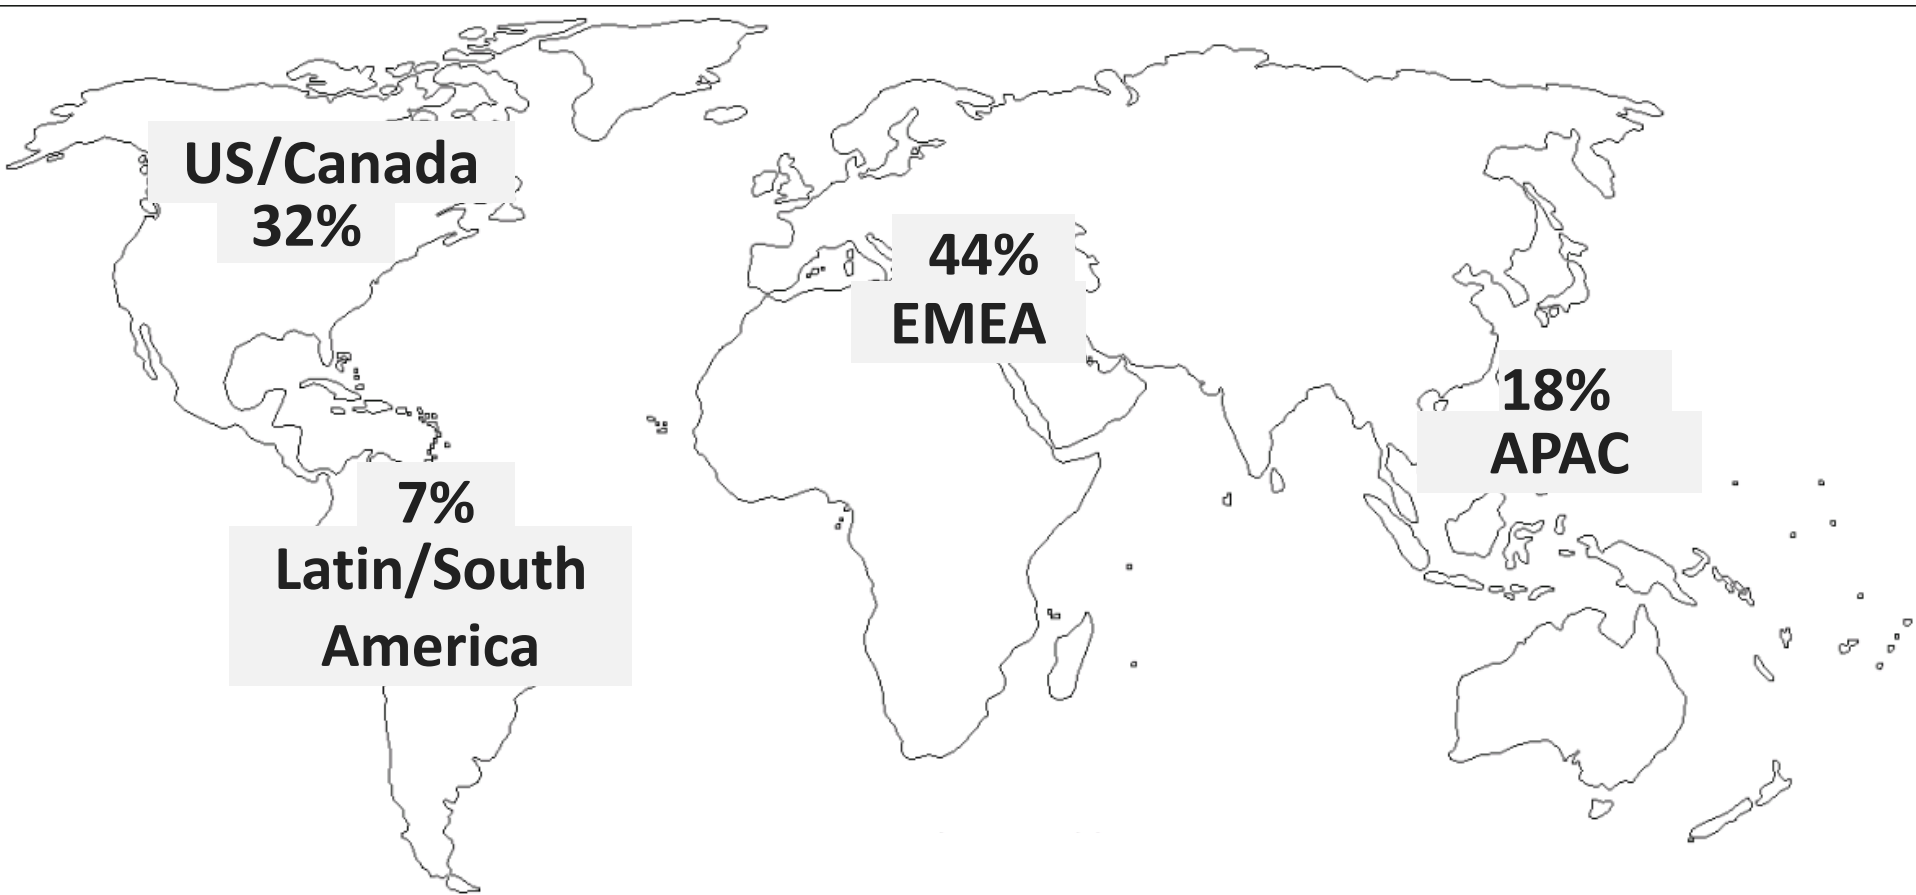 US/Canada
32%
44%
EMEA
18%
APAC
7%
Latin/South
America